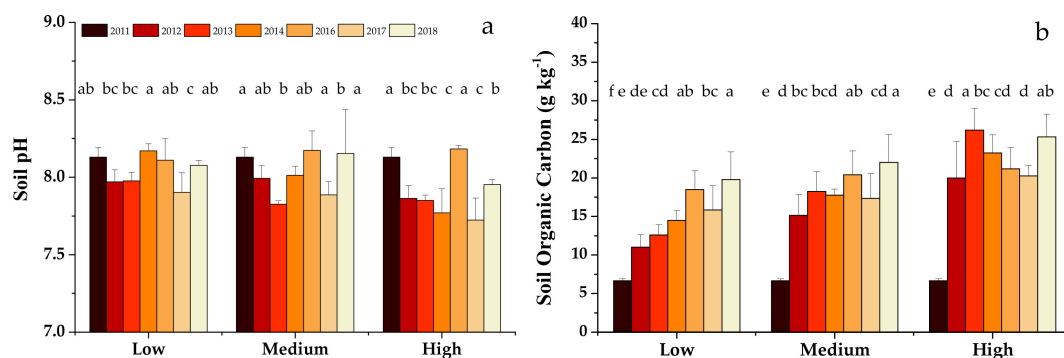 9.0
2011 2012 2013 2014 2016 2017 2018
a
ab bc bc a ab c ab a ab b ab a b a a bc bc c a c b
8.5
8.0
7.5
7.0
Soil pH
Low Medium High
40
b
35
30
f e de cd ab bc a e d bc bcd ab cd a e d a bc cd d ab
25
20
15
10
5
0
Soil Organic Carbon (g kg⁻¹)
Low Medium High